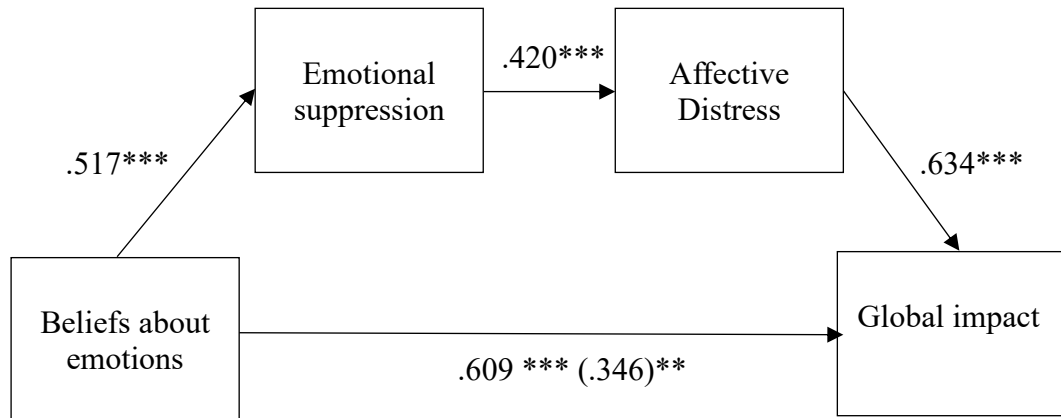 Emotional
suppression
.420***
Affective
Distress
.517***
.634***
Beliefs about
emotions
Global impact
.609 *** (.346)**